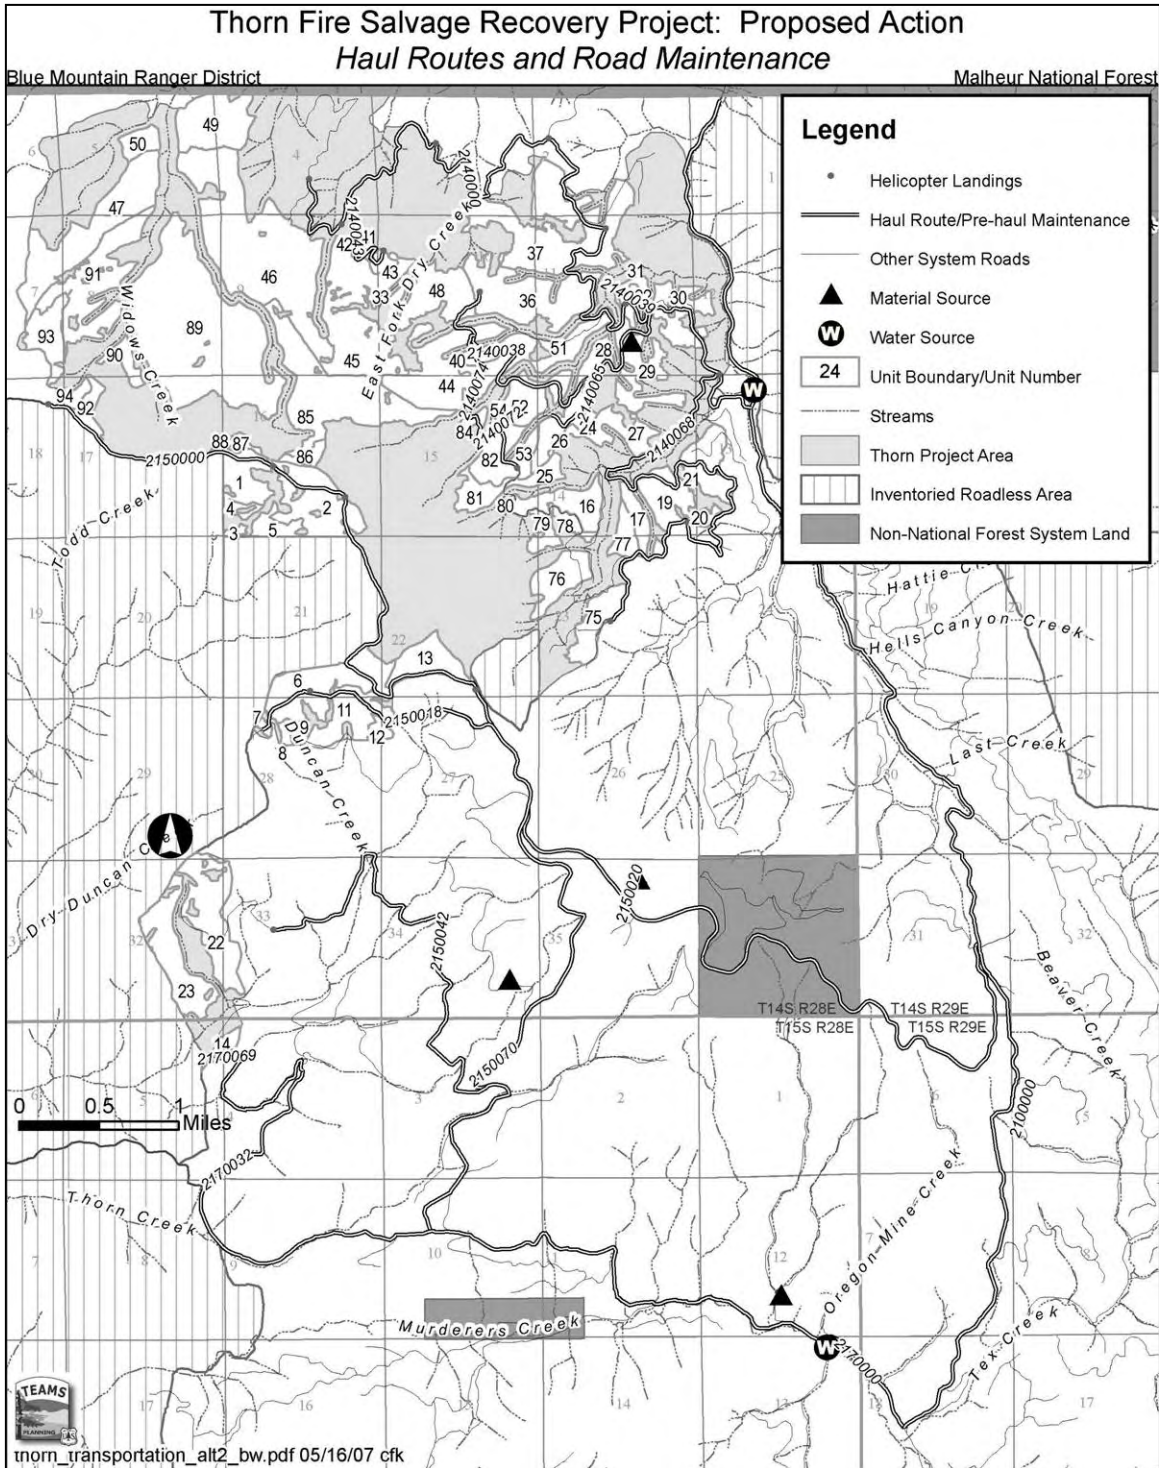 Thorn Fire Salvage Recovery Project: Proposed Action
Haul Routes and Road Maintenance
Blue Mountain Ranger District
Malheur National Forest
Legend
Helicopter Landings
Haul Route/Pre-haul Maintenance
Other System Roads
Material Source
W Water Source
24 Unit Boundary/Unit Number
Streams
Thorn Project Area
Inventoried Roadless Area
Non-National Forest System Land
49
50
47
2140000
2140043
42 41
37
91
46
43
33
48
36
31
30
2140039
Widows Creek
East Fork Dry Creek
93
89
90
45
40
2140038
51
28
29
44
2140074
2140065
W
94
92
85
54 52
2140072
84
24
27
2140068
88 87
2150000
86
53
26
82
25
21
1
81
80
16
19
4
2
79
78
17
20
3
5
77
Todd Creek
76
75
Hattie
Hells Canyon Creek
13
6
7
11
2150018
9
12
8
Duncan Creek
Last Creek
Dry Duncan
2150020
22
2150042
23
Beaver Creek
T14S R28E
T14S R29E
T15S R28E
T15S R29E
14
2170069
2150070
0 0.5 1
Miles
2100000
2170032
Thorn Creek
Oregon Mine Creek
Murderers Creek
W
2170000
Tex Creek
TEAMS
PLANNING
thorn_transportation_alt2_bw.pdf 05/16/07 cfk